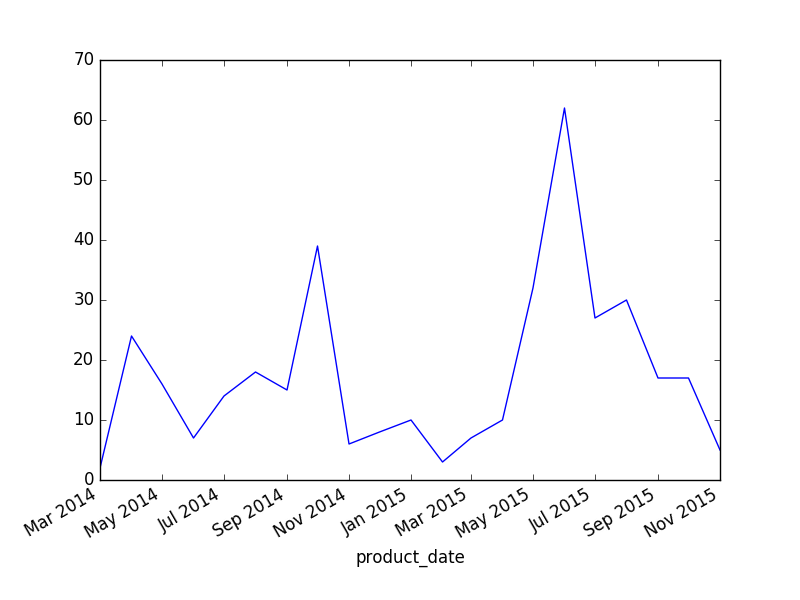 70
60
50
40
30
20
10
0
Mar 2014
May 2014
Jul 2014
Sep 2014
Nov 2014
Jan 2015
Mar 2015
May 2015
Jul 2015
Sep 2015
Nov 2015
product_date